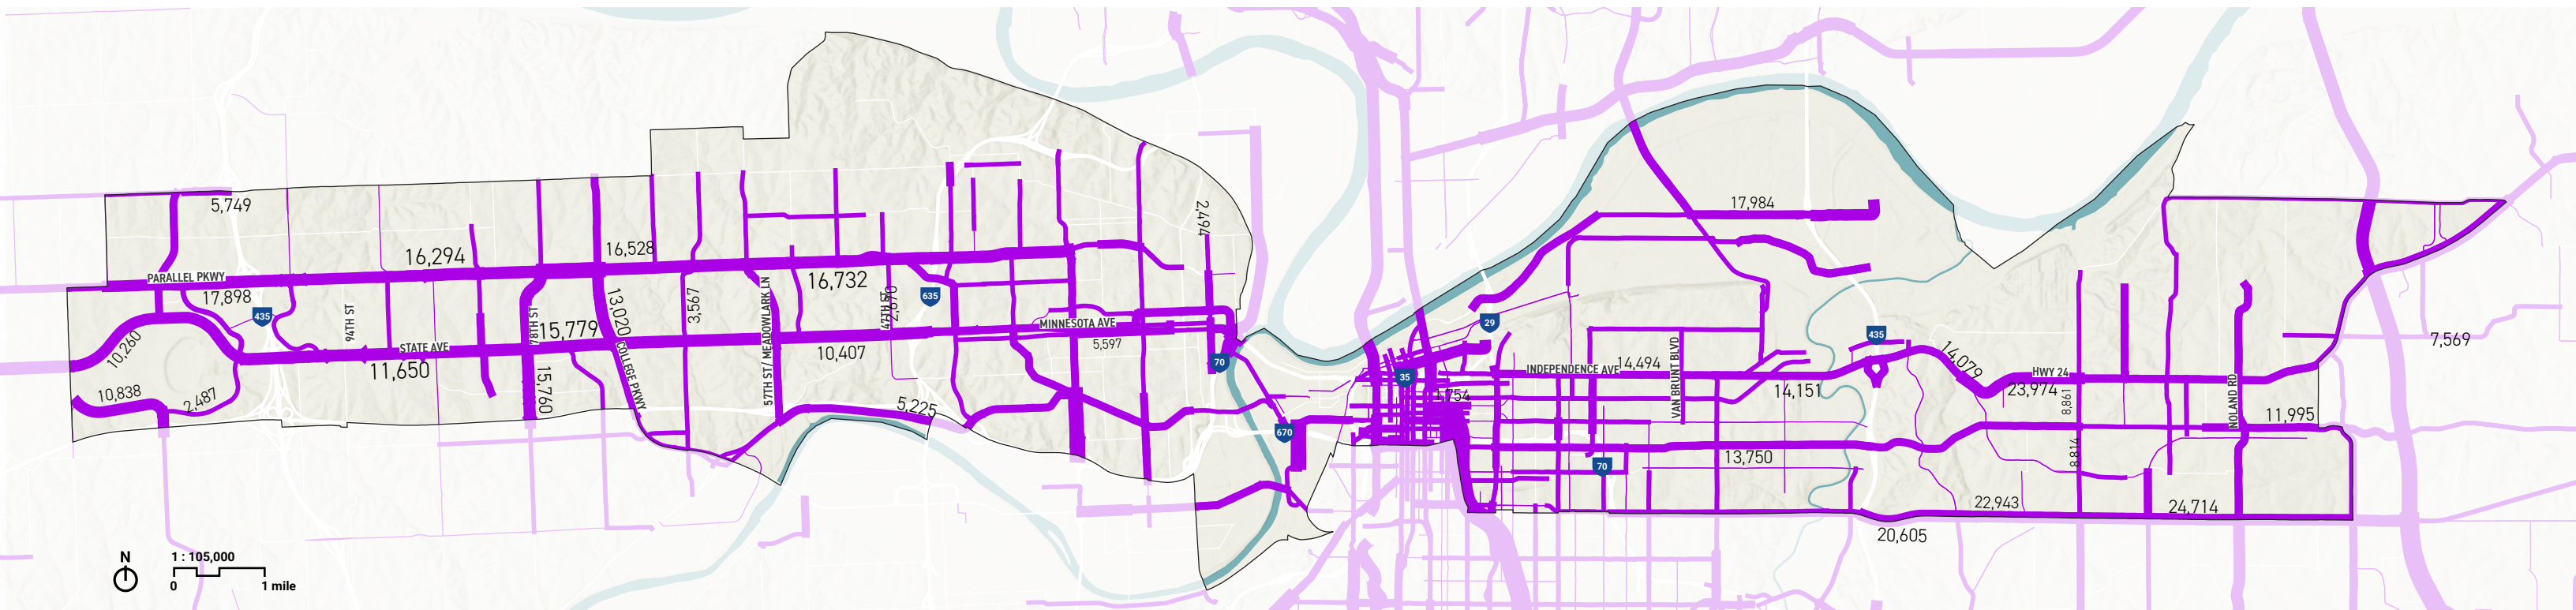 5,749
16,294
16,528
2,494
17,984
PARALLEL PKWY
17,898
16,732
2,670
47TH ST
635
435
94TH ST
78TH ST
13,020
3,567
57TH ST/ MEADOWLARK LN
MINNESOTA AVE
5,597
29
435
15,779
STATE AVE
11,650
10,407
COLLEGE PKWY
10,260
10,838
2,487
15,760
5,225
70
670
35
1,754
INDEPENDENCE AVE
14,494
VAN BRUNT BLVD
14,151
14,079
HWY 24
23,974
8,861
NOLAND RD
11,995
7,569
13,750
70
8,814
22,943
24,714
20,605
N
1 : 105,000
0
1 mile